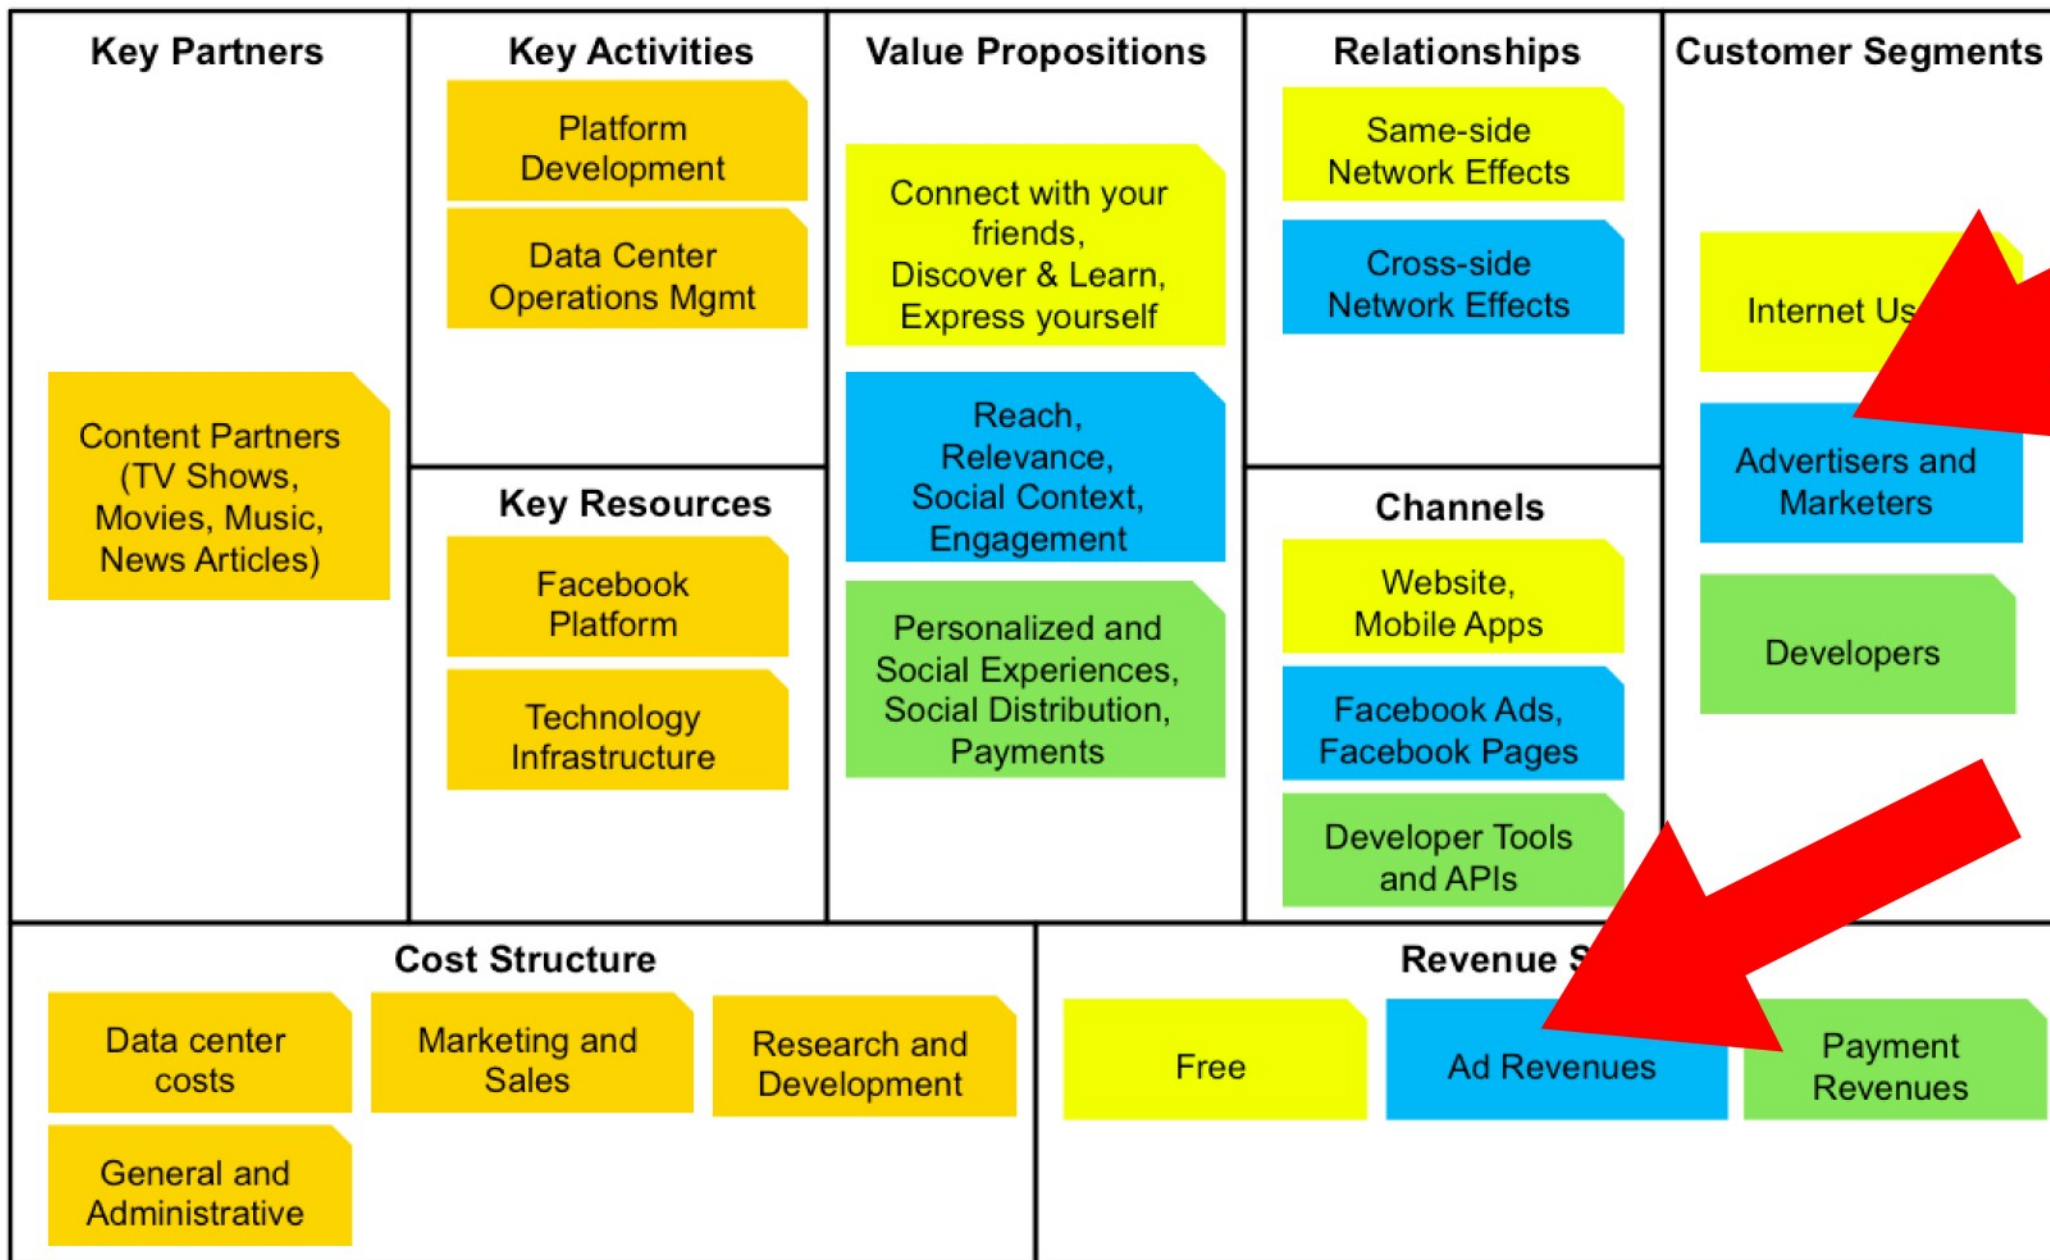 Key Partners
Content Partners
(TV Shows,
Movies, Music,
News Articles)
Key Activities
Platform
Development
Data Center
Operations Mgmt
Key Resources
Facebook
Platform
Technology
Infrastructure
Value Propositions
Connect with your
friends,
Discover & Learn,
Express yourself
Reach,
Relevance,
Social Context,
Engagement
Personalized and
Social Experiences,
Social Distribution,
Payments
Relationships
Same-side
Network Effects
Cross-side
Network Effects
Channels
Website,
Mobile Apps
Facebook Ads,
Facebook Pages
Developer Tools
and APIs
Customer Segments
Internet
Advertisers and
Marketers
Developers
Cost Structure
Data center
costs
Marketing and
Sales
Research and
Development
General and
Administrative
Revenue
Free
Ad Revenues
Payment
Revenues